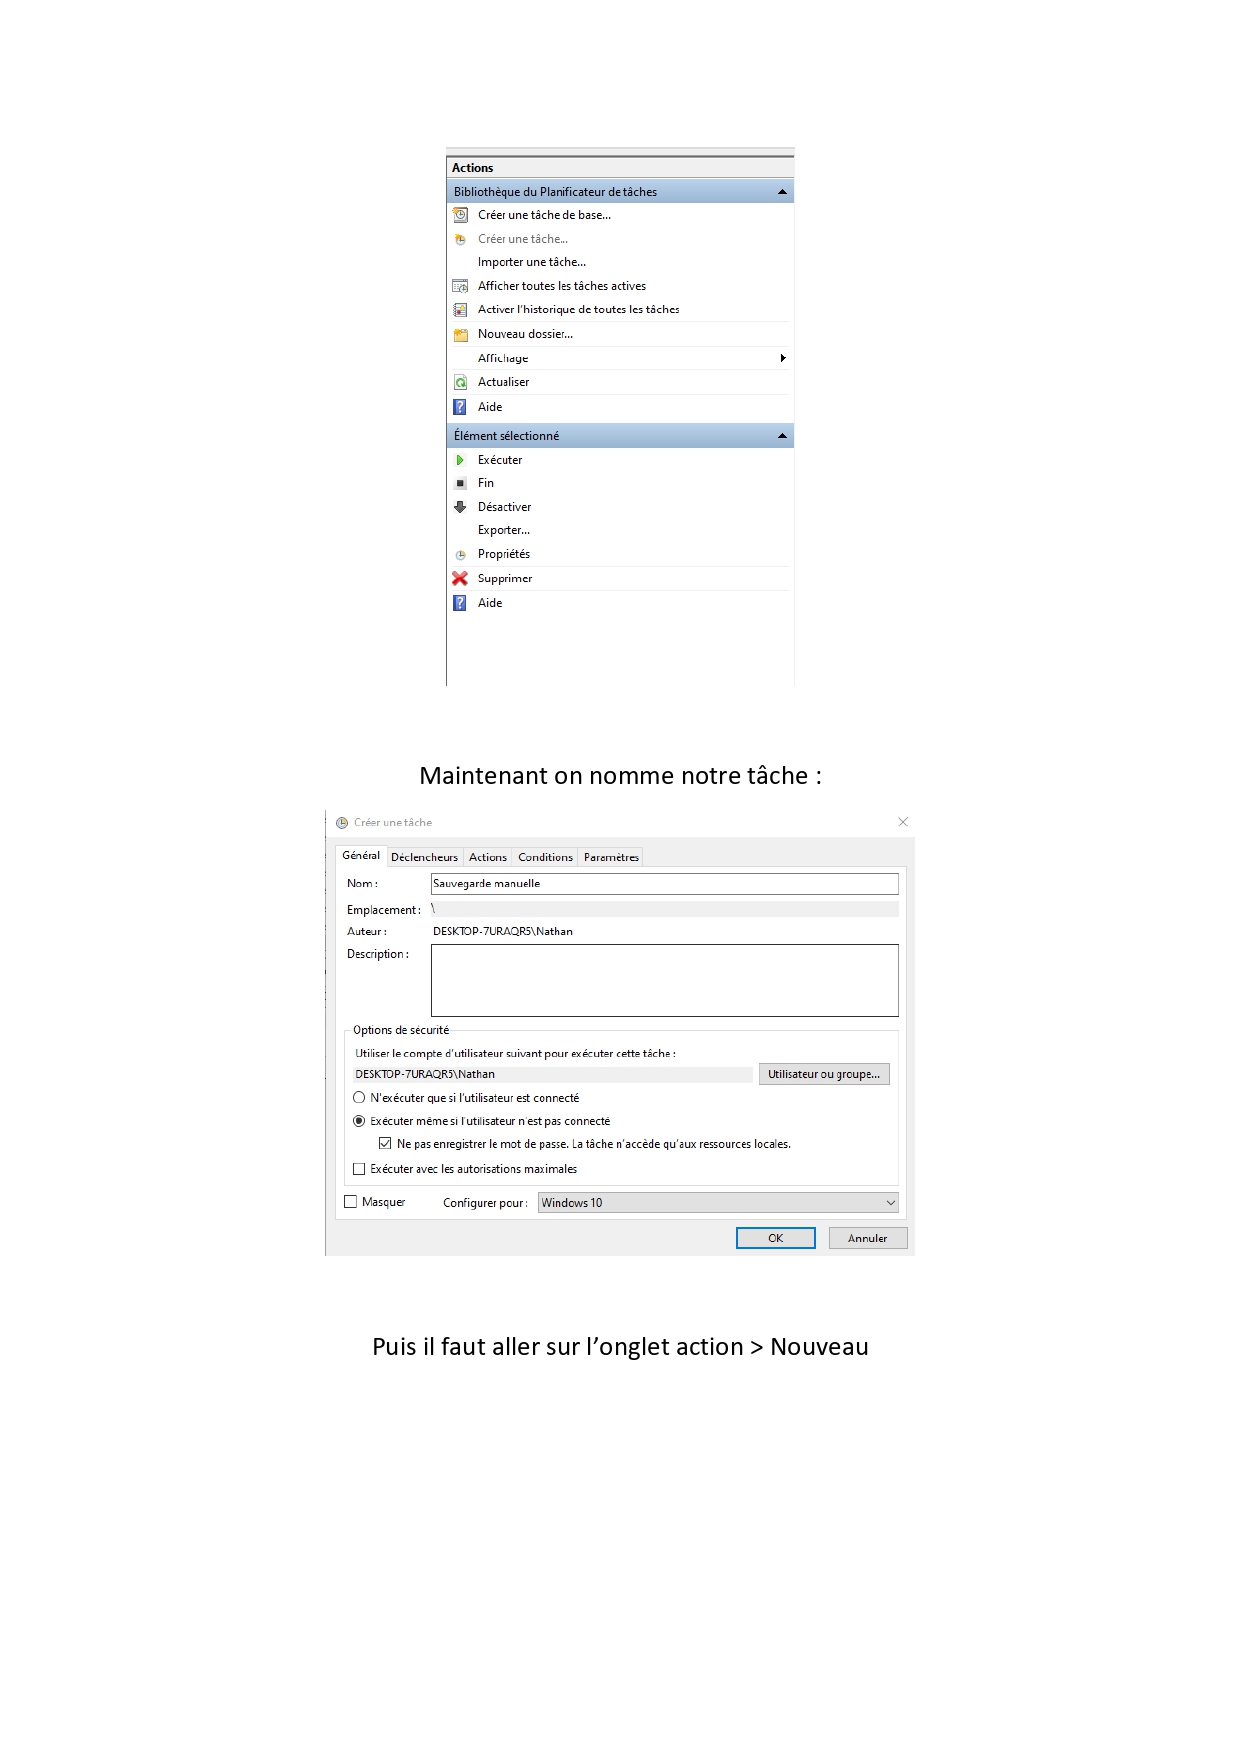 Actions
Bibliothèque du Planificateur de tâches
Créer une tâche de base...
Créer une tâche...
Importer une tâche...
Afficher toutes les tâches actives
Activer l'historique de toutes les tâches
Nouveau dossier...
Affichage
Actualiser
Aide
Élément sélectionné
Exécuter
Fin
Désactiver
Exporter...
Propriétés
Supprimer
Aide
Maintenant on nomme notre tâche :
Créer une tâche
Général Déclencheurs Actions Conditions Paramètres
Nom : Sauvegarde manuelle
Emplacement : \
Auteur : DESKTOP-7URAQR5\Nathan
Description :
Options de sécurité
Utiliser le compte d'utilisateur suivant pour exécuter cette tâche :
DESKTOP-7URAQR5\Nathan Utilisateur ou groupe...
N'exécuter que si l'utilisateur est connecté
Exécuter même si l'utilisateur n'est pas connecté
Ne pas enregistrer le mot de passe. La tâche n'accède qu'aux ressources locales.
Exécuter avec les autorisations maximales
Masquer Configurer pour : Windows 10
OK Annuler
Puis il faut aller sur l'onglet action > Nouveau